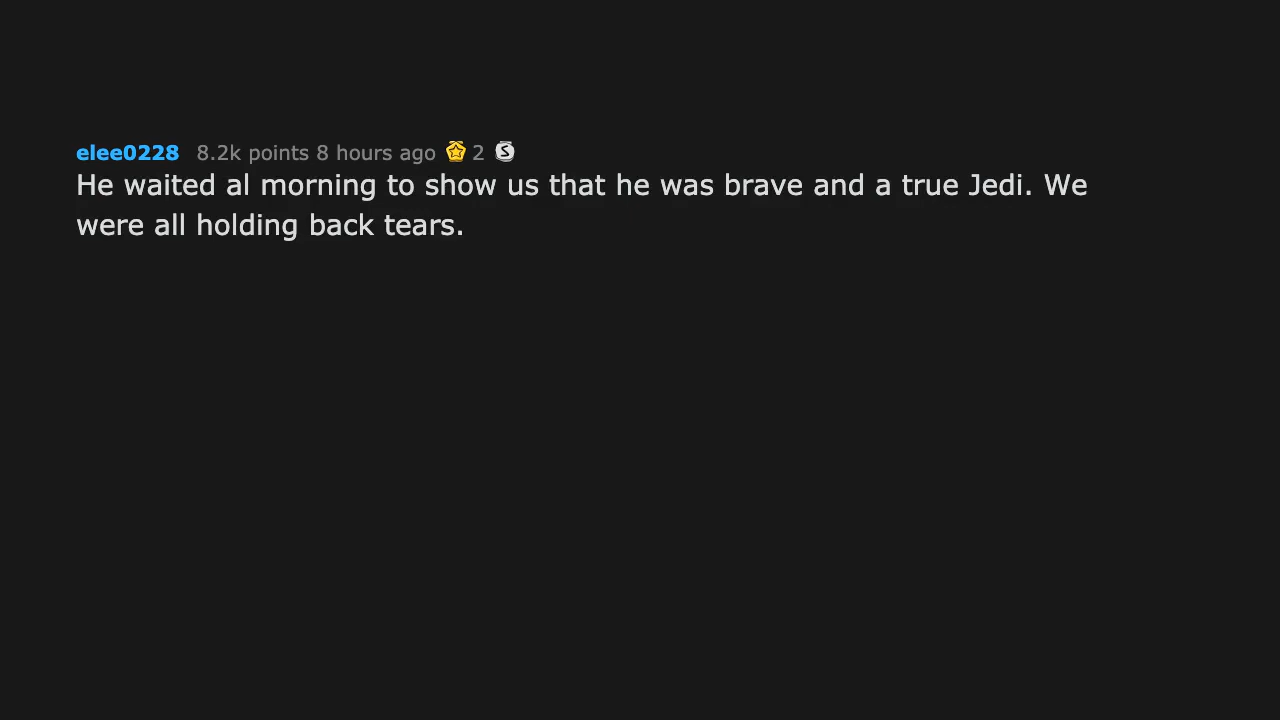 elee0228 8.2k points 8 hours ago 2 S
He waited al morning to show us that he was brave and a true Jedi. We
were all holding back tears.